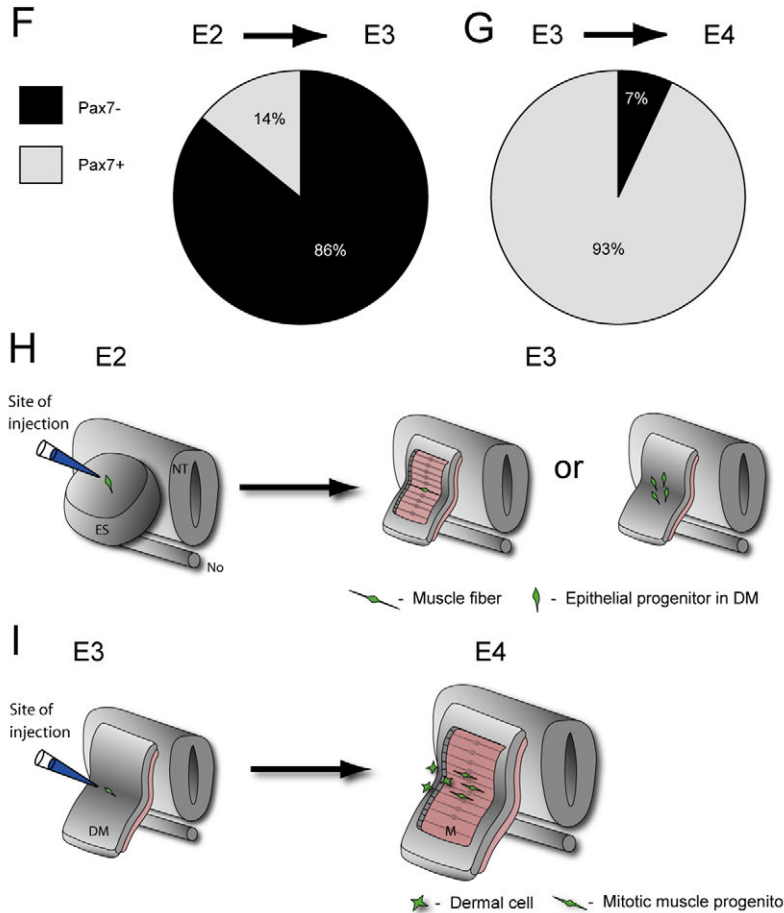 F
E2
E3
G
E3
E4
Pax7-
Pax7+
14%
86%
7%
93%
H
E2
E3
Site of
injection
NT
ES
No
or
- Muscle fiber
- Epithelial progenitor in DM
I
E3
E4
Site of
injection
DM
M
- Dermal cell
- Mitotic muscle progenito